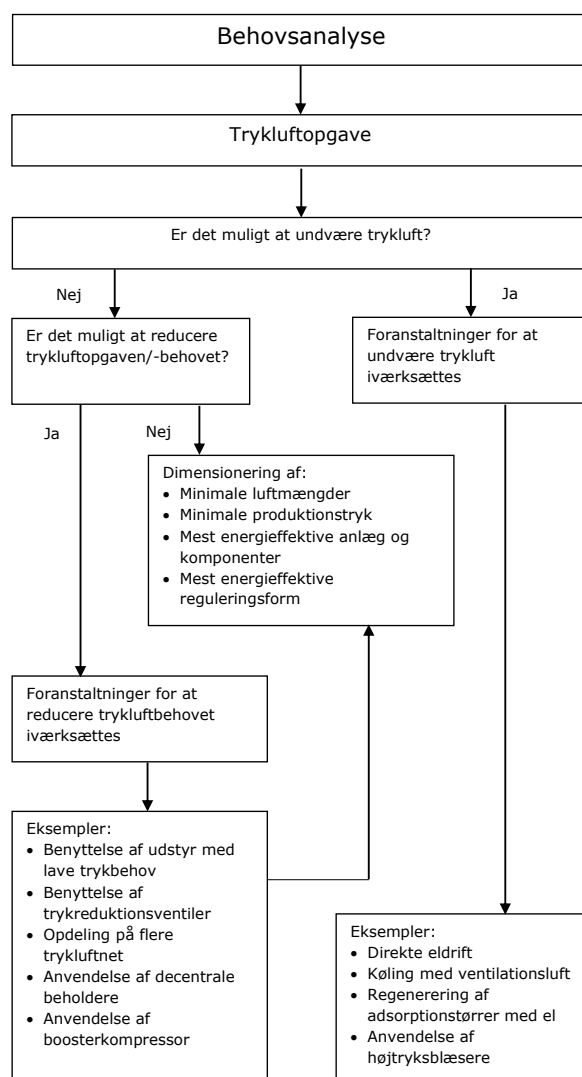 Behovsanalyse
Trykluftopgave
Er det muligt at undvære trykluft?
Nej
Ja
Er det muligt at reducere
trykluftopgaven/-behovet?
Foranstaltninger for at
undvære trykluft
iværksættes
Ja
Nej
Dimensionering af:
• Minimale luftmængder
• Minimale produktionstryk
• Mest energieffektive anlæg og
komponenter
• Mest energieffektive
reguleringsform
Foranstaltninger for at
reducere trykluftbehovet
iværksættes
Eksempler:
• Benyttelse af udstyr med
lave trykbehov
• Benyttelse af
trykreduktionsventiler
• Opdeling på flere
trykluftnet
• Anvendelse af decentrale
beholdere
• Anvendelse af
boosterkompressor
Eksempler:
• Direkte eldrift
• Køling med ventilationsluft
• Regenerering af
adsorptionstørrer med el
• Anvendelse af
højtryksblæsere